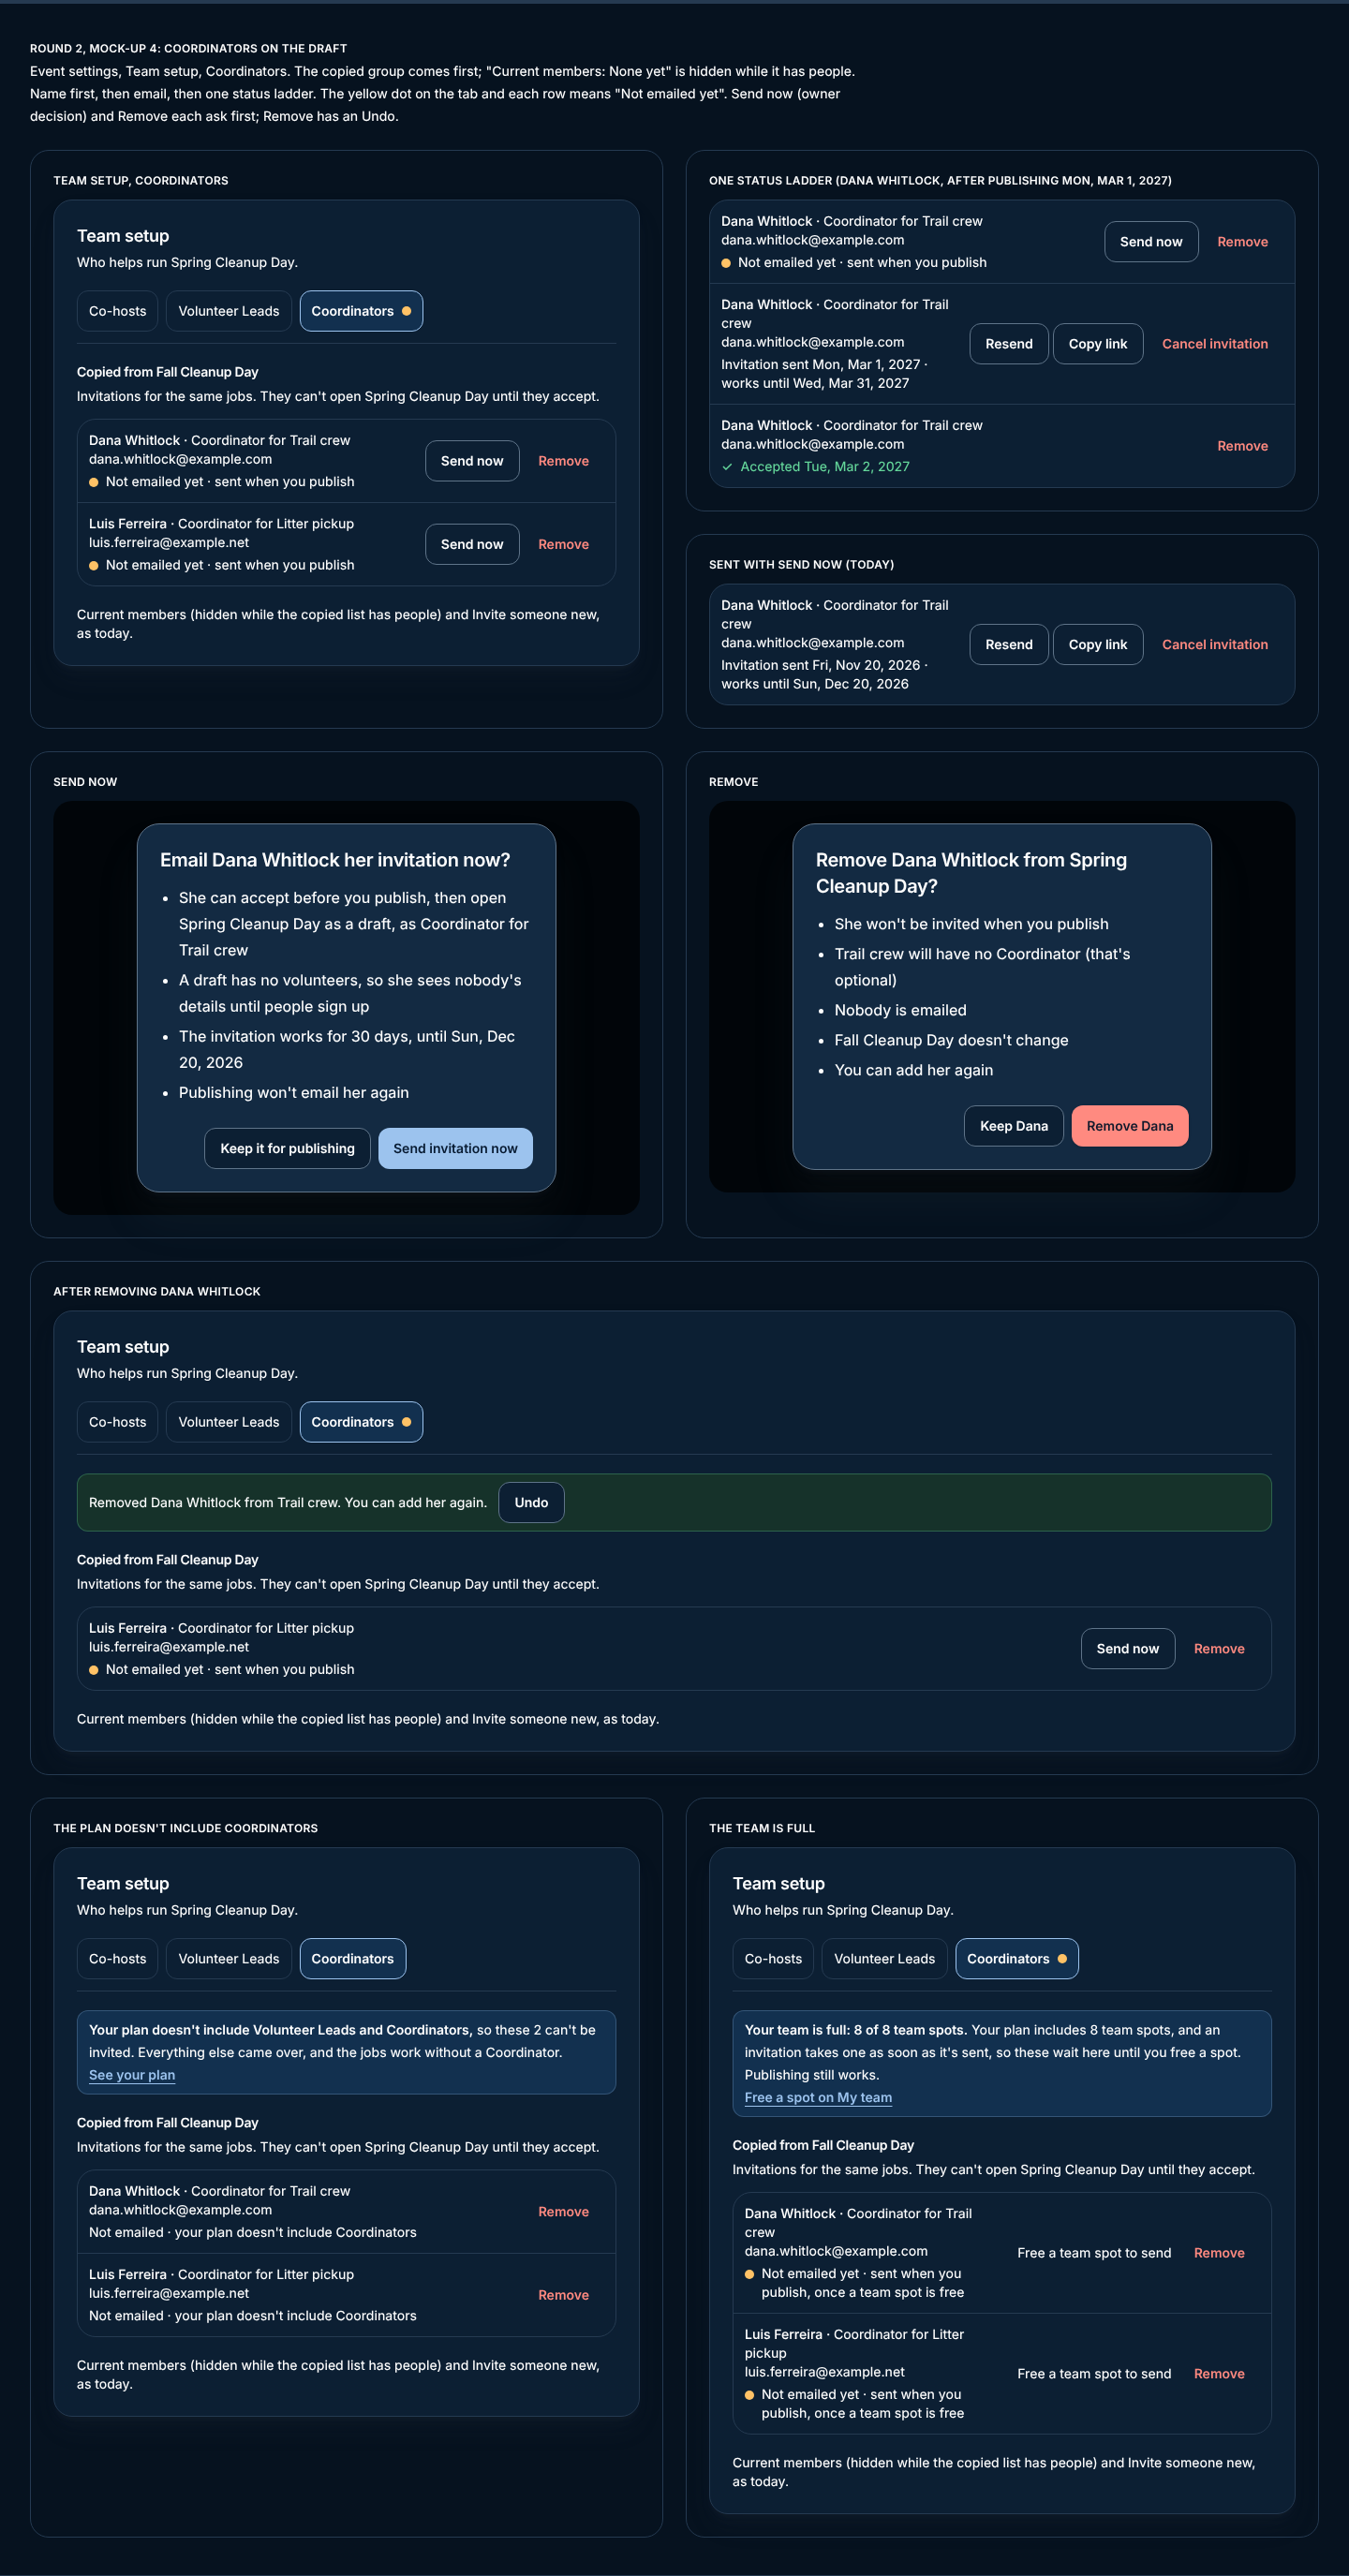 ROUND 2, MOCK-UP 4: COORDINATORS ON THE DRAFT
Event settings, Team setup, Coordinators. The copied group comes first; "Current members: None yet" is hidden while it has people.
Name first, then email, then one status ladder. The yellow dot on the tab and each row means "Not emailed yet". Send now (owner
decision) and Remove each ask first; Remove has an Undo.
TEAM SETUP, COORDINATORS
Team setup
Who helps run Spring Cleanup Day.
Co-hosts
Volunteer Leads
Coordinators
Copied from Fall Cleanup Day
Invitations for the same jobs. They can't open Spring Cleanup Day until they accept.
Dana Whitlock · Coordinator for Trail crew
dana.whitlock@example.com
Not emailed yet · sent when you publish
Send now
Remove
Luis Ferreira · Coordinator for Litter pickup
luis.ferreira@example.net
Not emailed yet · sent when you publish
Send now
Remove
Current members (hidden while the copied list has people) and Invite someone new,
as today.
ONE STATUS LADDER (DANA WHITLOCK, AFTER PUBLISHING MON, MAR 1, 2027)
Dana Whitlock · Coordinator for Trail crew
dana.whitlock@example.com
Not emailed yet · sent when you publish
Send now
Remove
Dana Whitlock · Coordinator for Trail
crew
dana.whitlock@example.com
Invitation sent Mon, Mar 1, 2027 ·
works until Wed, Mar 31, 2027
Resend
Copy link
Cancel invitation
Dana Whitlock · Coordinator for Trail crew
dana.whitlock@example.com
✓ Accepted Tue, Mar 2, 2027
Remove
SENT WITH SEND NOW (TODAY)
Dana Whitlock · Coordinator for Trail
crew
dana.whitlock@example.com
Invitation sent Fri, Nov 20, 2026 ·
works until Sun, Dec 20, 2026
Resend
Copy link
Cancel invitation
SEND NOW
Email Dana Whitlock her invitation now?
• She can accept before you publish, then open
Spring Cleanup Day as a draft, as Coordinator for
Trail crew
• A draft has no volunteers, so she sees nobody's
details until people sign up
• The invitation works for 30 days, until Sun, Dec
20, 2026
• Publishing won't email her again
Keep it for publishing
Send invitation now
REMOVE
Remove Dana Whitlock from Spring
Cleanup Day?
• She won't be invited when you publish
• Trail crew will have no Coordinator (that's
optional)
• Nobody is emailed
• Fall Cleanup Day doesn't change
• You can add her again
Keep Dana
Remove Dana
AFTER REMOVING DANA WHITLOCK
Team setup
Who helps run Spring Cleanup Day.
Co-hosts
Volunteer Leads
Coordinators
Removed Dana Whitlock from Trail crew. You can add her again.
Undo
Copied from Fall Cleanup Day
Invitations for the same jobs. They can't open Spring Cleanup Day until they accept.
Luis Ferreira · Coordinator for Litter pickup
luis.ferreira@example.net
Not emailed yet · sent when you publish
Send now
Remove
Current members (hidden while the copied list has people) and Invite someone new, as today.
THE PLAN DOESN'T INCLUDE COORDINATORS
Team setup
Who helps run Spring Cleanup Day.
Co-hosts
Volunteer Leads
Coordinators
Your plan doesn't include Volunteer Leads and Coordinators, so these 2 can't be
invited. Everything else came over, and the jobs work without a Coordinator.
See your plan
Copied from Fall Cleanup Day
Invitations for the same jobs. They can't open Spring Cleanup Day until they accept.
Dana Whitlock · Coordinator for Trail crew
dana.whitlock@example.com
Not emailed · your plan doesn't include Coordinators
Remove
Luis Ferreira · Coordinator for Litter pickup
luis.ferreira@example.net
Not emailed · your plan doesn't include Coordinators
Remove
Current members (hidden while the copied list has people) and Invite someone new,
as today.
THE TEAM IS FULL
Team setup
Who helps run Spring Cleanup Day.
Co-hosts
Volunteer Leads
Coordinators
Your team is full: 8 of 8 team spots. Your plan includes 8 team spots, and an
invitation takes one as soon as it's sent, so these wait here until you free a spot.
Publishing still works.
Free a spot on My team
Copied from Fall Cleanup Day
Invitations for the same jobs. They can't open Spring Cleanup Day until they accept.
Dana Whitlock · Coordinator for Trail
crew
dana.whitlock@example.com
Not emailed yet · sent when you
publish, once a team spot is free
Free a team spot to send
Remove
Luis Ferreira · Coordinator for Litter
pickup
luis.ferreira@example.net
Not emailed yet · sent when you
publish, once a team spot is free
Free a team spot to send
Remove
Current members (hidden while the copied list has people) and Invite someone new,
as today.